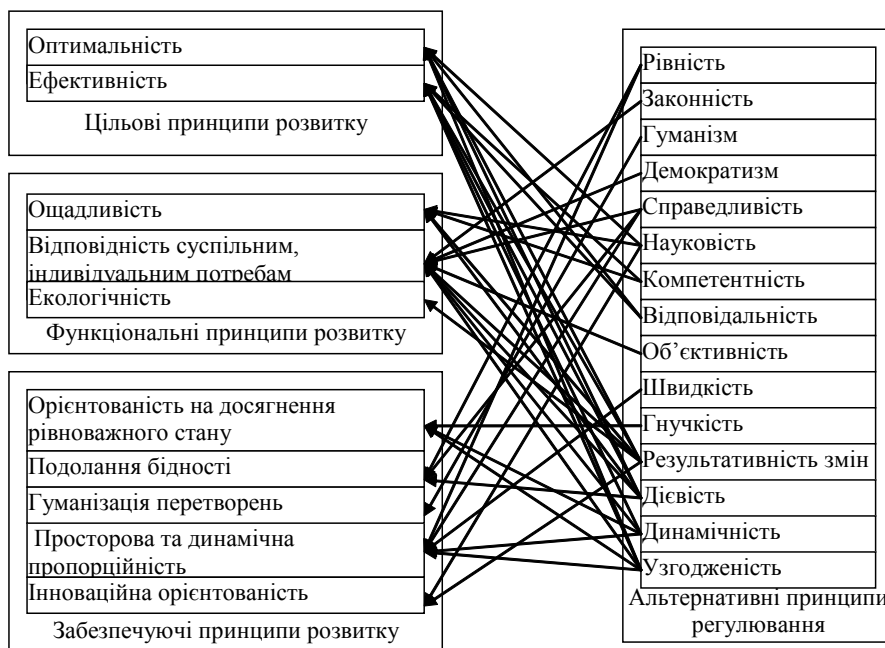 Оптимальність
Ефективність
Цільові принципи розвитку
Ощадливість
Відповідність суспільним,
індивідуальним потребам
Екологічність
Функціональні принципи розвитку
Орієнтованість на досягнення
рівноважного стану
Подолання бідності
Гуманізація перетворень
Просторова та динамічна
пропорційність
Інноваційна орієнтованість
Забезпечуючі принципи розвитку
Рівність
Законність
Гуманізм
Демократизм
Справедливість
Науковість
Компетентність
Відповідальність
Об’єктивність
Швидкість
Гнучкість
Результативність змін
Дієвість
Динамічність
Узгодженість
Альтернативні принципи
регулювання